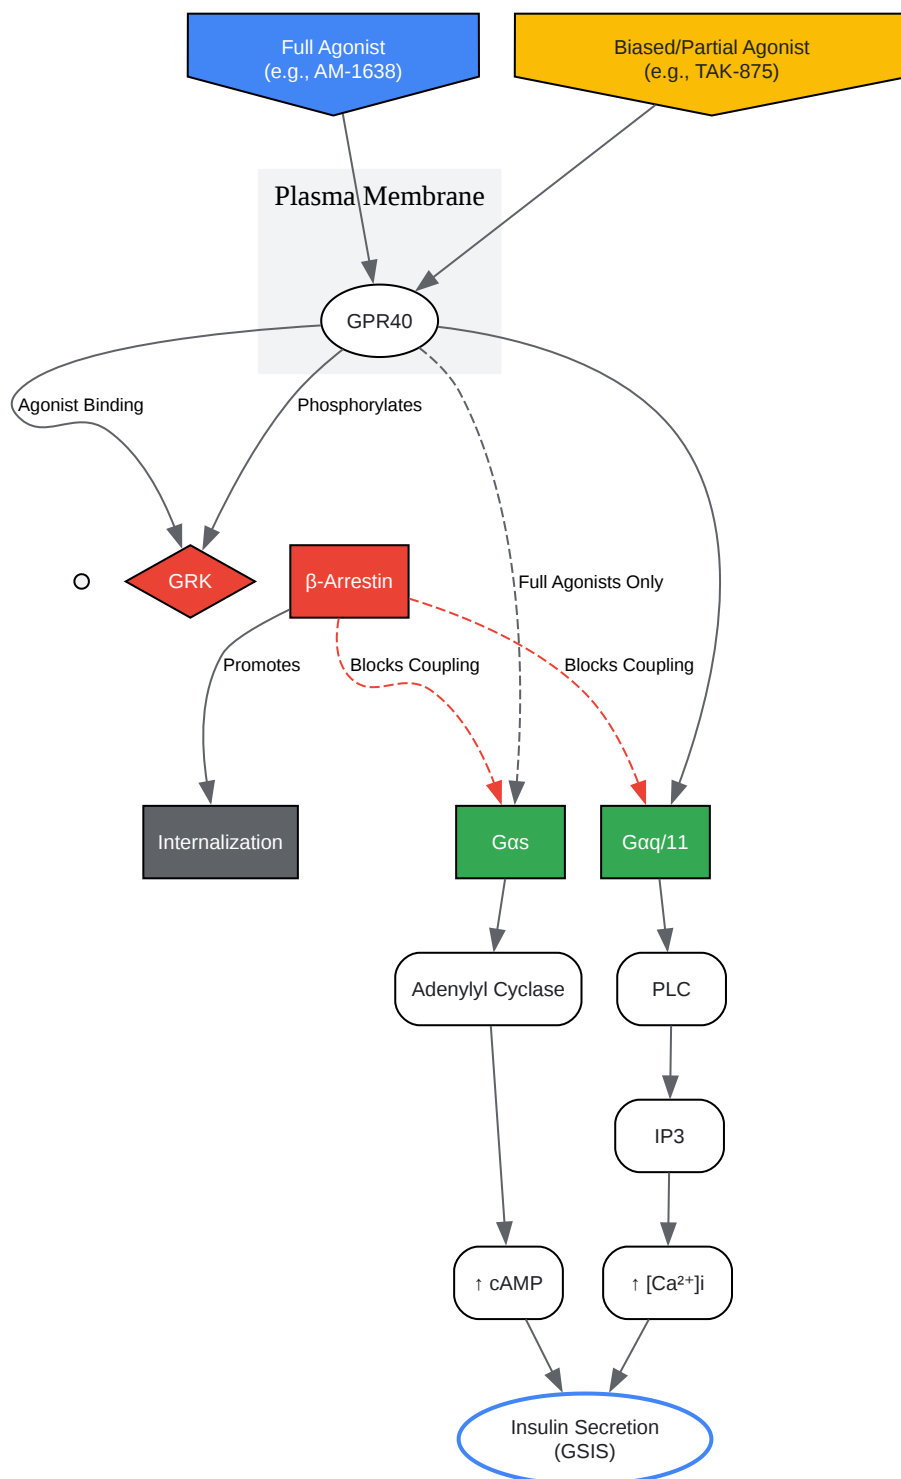 Full Agonist
(e.g., AM-1638)
Biased/Partial Agonist
(e.g., TAK-875)
Plasma Membrane
GPR40
Agonist Binding
Phosphorylates
GRK
β-Arrestin
Full Agonists Only
Promotes
Blocks Coupling
Blocks Coupling
Internalization
Gαs
Gαq/11
Adenylyl Cyclase
PLC
IP3
↑ cAMP
↑ [Ca²⁺]i
Insulin Secretion
(GSIS)